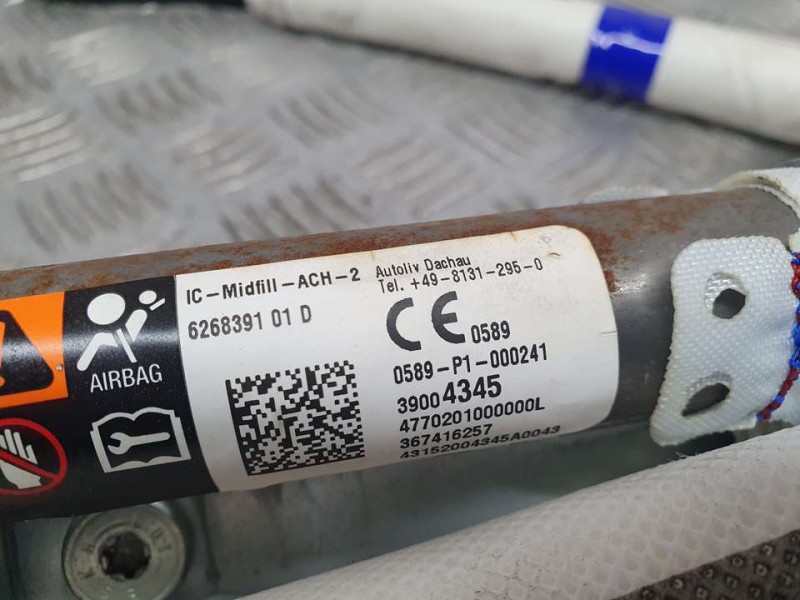 IC-Midfill-ACH-2
6268391 01 D
Autoliv Dachau
Tel. +49-8131-295-0
CE 0589
0589-P1-000241
39004345
4770201000000L
367416257
43152004345A0043
AIRBAG